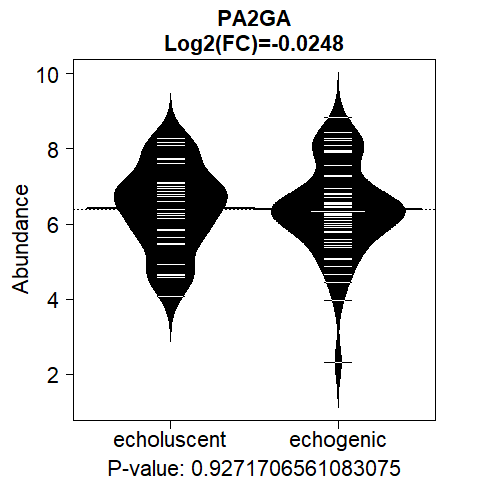 PA2GA
Log2(FC)=-0.0248
10
8
6
4
2
Abundance
echoluscent echogenic
P-value: 0.9271706561083075